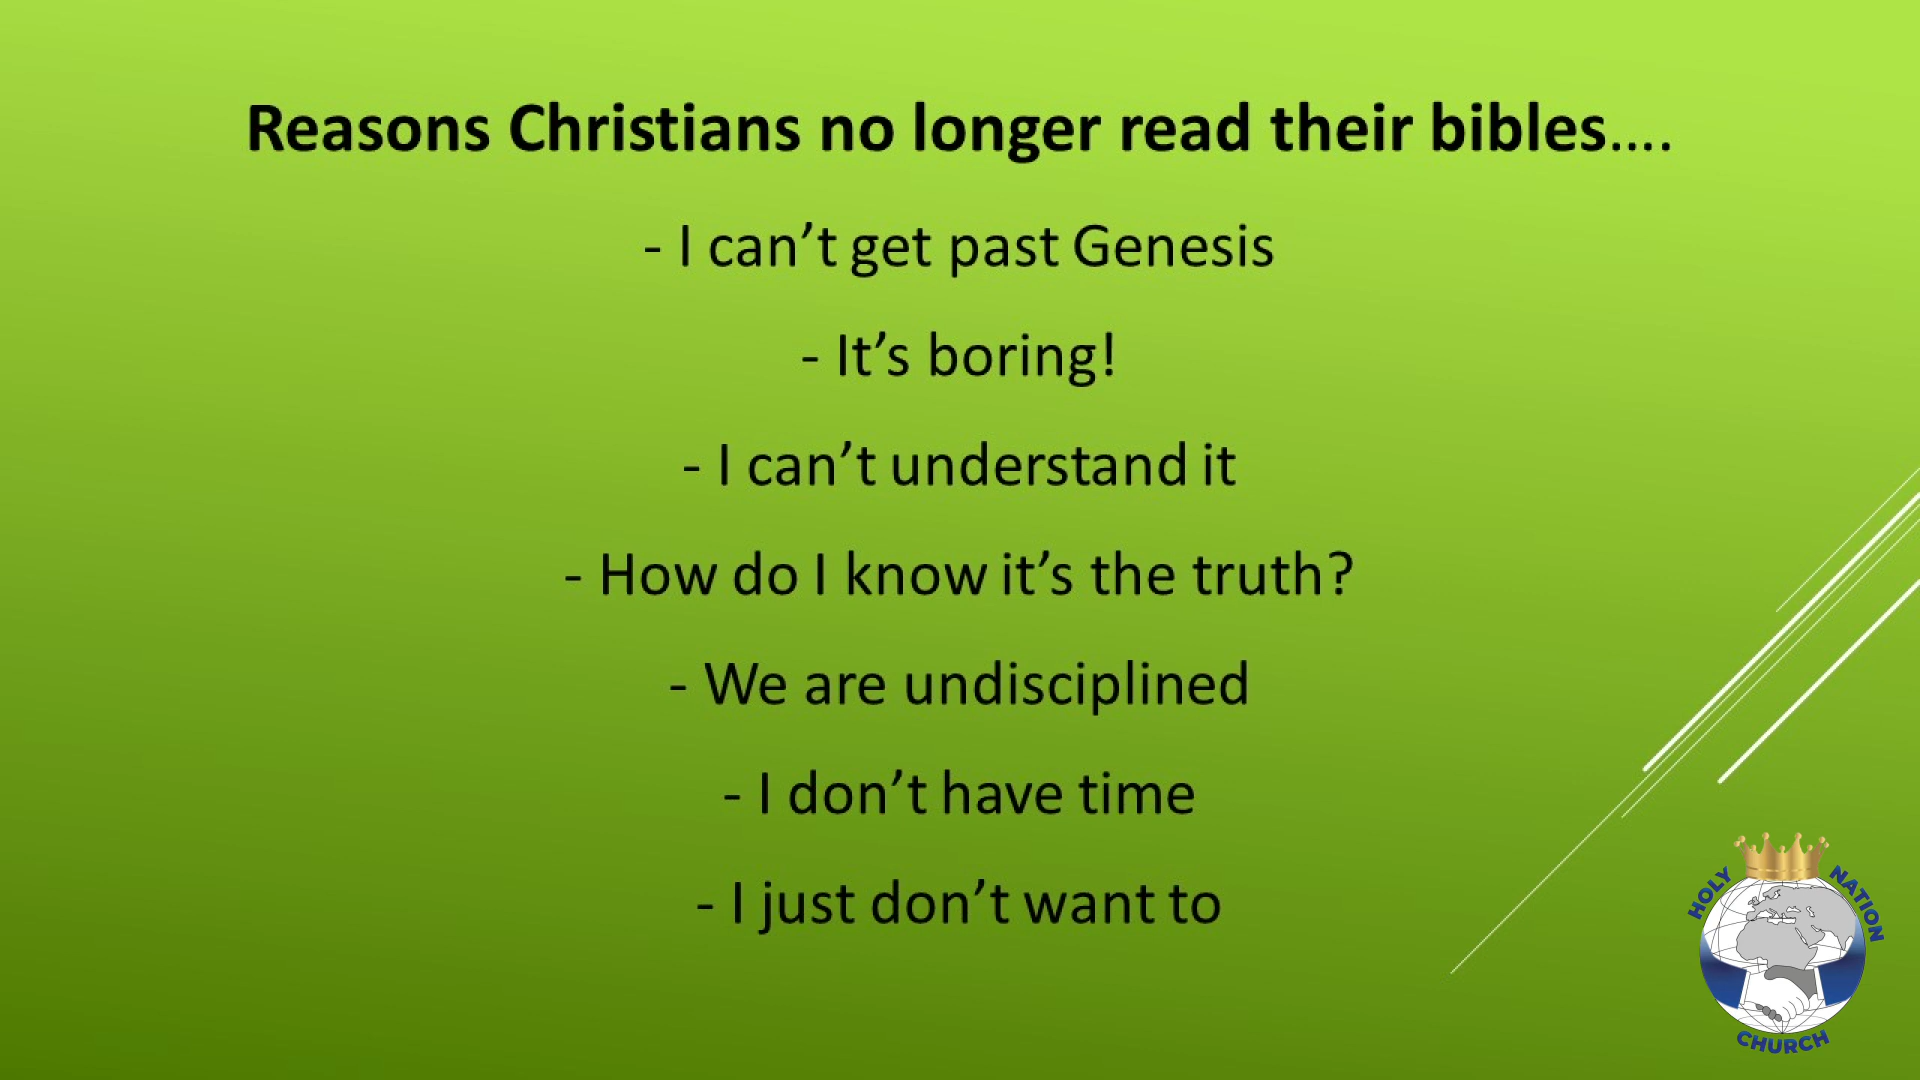 Reasons Christians no longer read their bibles….
- I can’t get past Genesis
- It’s boring!
- I can’t understand it
- How do I know it’s the truth?
- We are undisciplined
- I don’t have time
- I just don’t want to
HOLY NATION
CHURCH